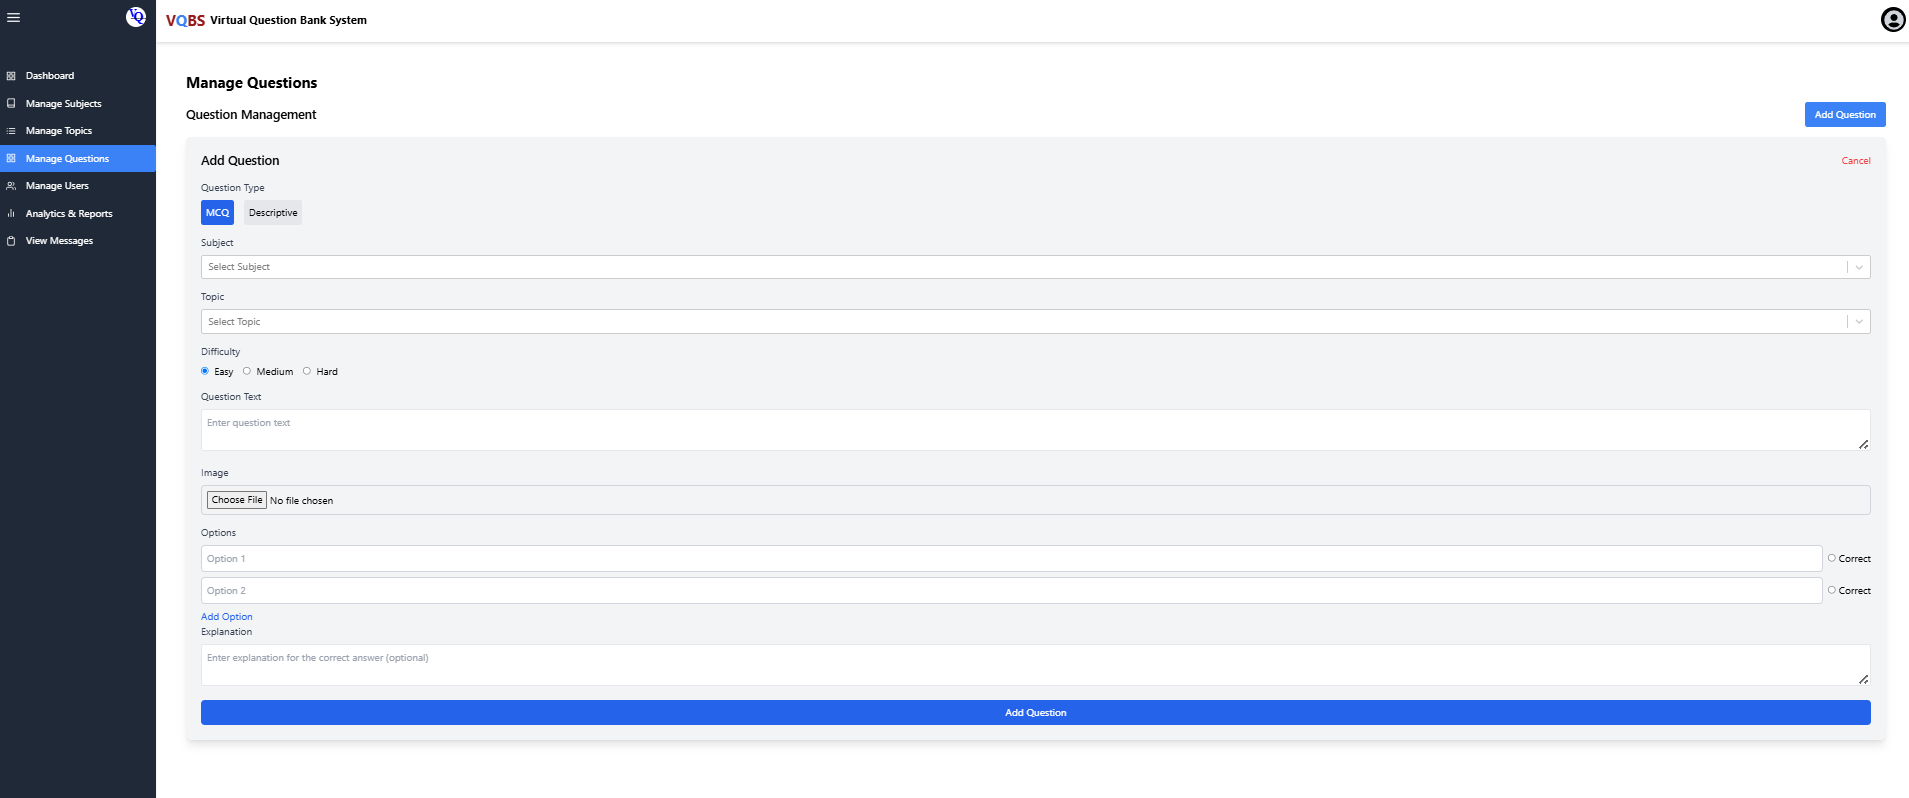 VQ
VQBS Virtual Question Bank System
Dashboard
Manage Subjects
Manage Topics
Manage Questions
Manage Users
Analytics & Reports
View Messages
Manage Questions
Question Management
Add Question
Add Question
Cancel
Question Type
MCQ
Descriptive
Subject
Select Subject
Topic
Select Topic
Difficulty
Easy
Medium
Hard
Question Text
Enter question text
Image
Choose File No file chosen
Options
Option 1
Correct
Option 2
Correct
Add Option
Explanation
Enter explanation for the correct answer (optional)
Add Question